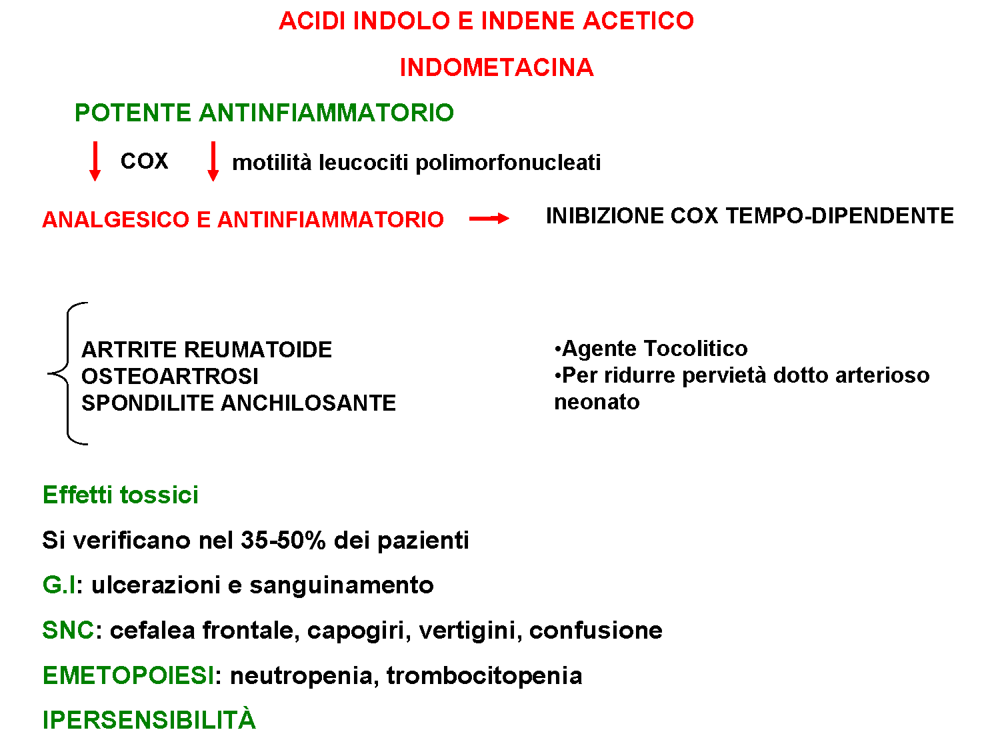 ACIDI INDOLO E INDENE ACETICO
INDOMETACINA
POTENTE ANTINFIAMMATORIO
COX motilità leucociti polimorfonucleati
ANALGESICO E ANTINFIAMMATORIO INIBIZIONE COX TEMPO-DIPENDENTE
ARTRITE REUMATOIDE
OSTEOARTROSI
SPONDILITE ANCHILOSANTE
•Agente Tocolitico
•Per ridurre pervietà dotto arterioso
neonato
Effetti tossici
Si verificano nel 35-50% dei pazienti
G.I: ulcerazioni e sanguinamento
SNC: cefalea frontale, capogiri, vertigini, confusione
EMETOPOIESI: neutropenia, trombocitopenia
IPERSENSIBILITÀ